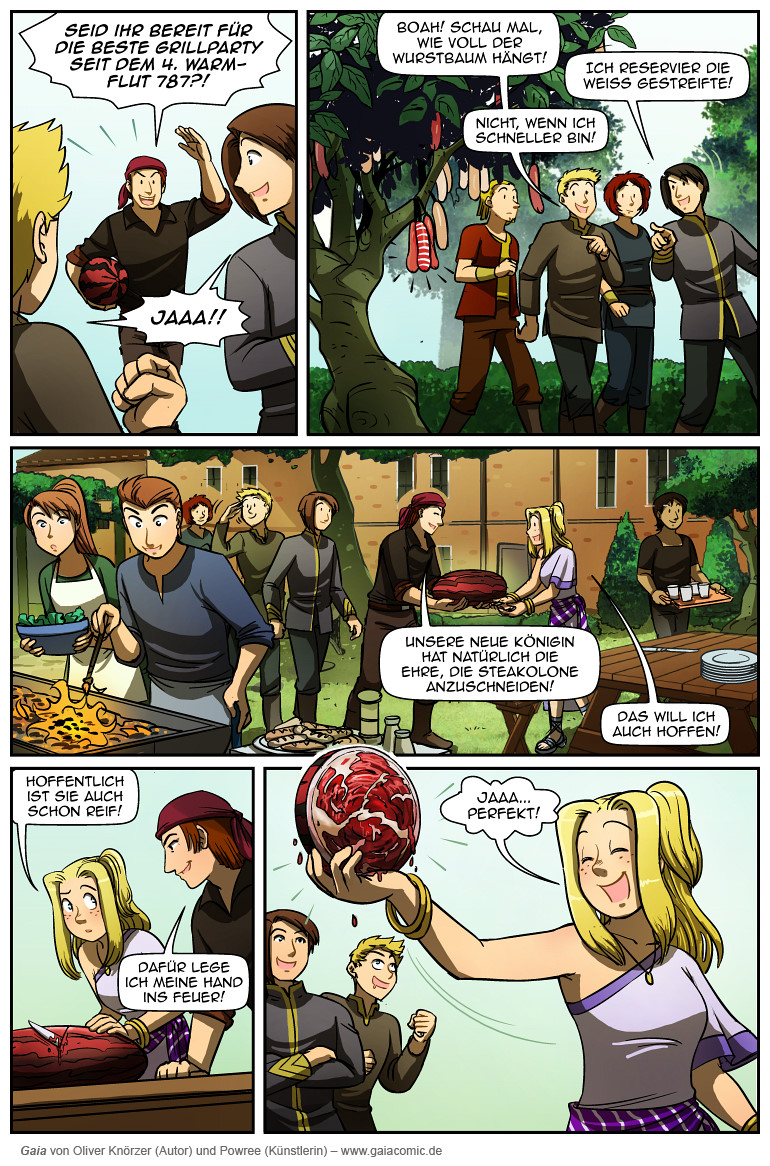 SEID IHR BEREIT FÜR
DIE BESTE GRILLPARTY
SEIT DEM 4. WARM-
FLUT 787?!
JAAA!!
BOAH! SCHAU MAL,
WIE VOLL DER
WURSTBAUM HÄNGT!
ICH RESERVIER DIE
WEISS GESTREIFTE!
NICHT, WENN ICH
SCHNELLER BIN!
UNSERE NEUE KÖNIGIN
HAT NATÜRLICH DIE
EHRE, DIE STEAKOLONE
ANZUSCHNEIDEN!
DAS WILL ICH
AUCH HOFFEN!
HOFFENTLICH
IST SIE AUCH
SCHON REIF!
DAFÜR LEGE
ICH MEINE HAND
INS FEUER!
JAAA...
PERFEKT!
Gaia von Oliver Knörzer (Autor) und Powree (Künstlerin) – www.gaiacomic.de